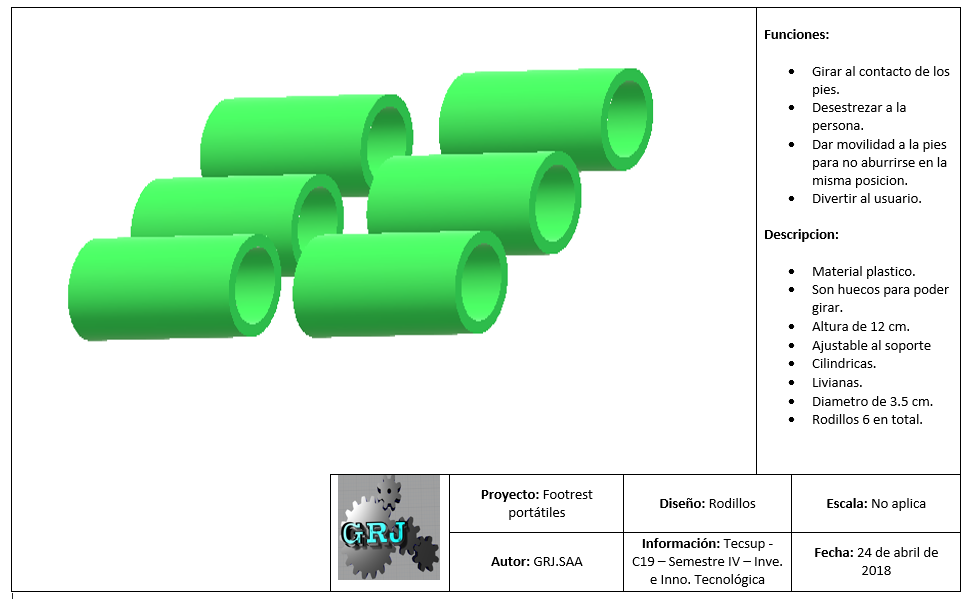 Funciones:
• Girar al contacto de los
pies.
• Desestrezar a la
persona.
• Dar movilidad a la pies
para no aburrirse en la
misma posicion.
• Divertir al usuario.
Descripcion:
• Material plastico.
• Son huecos para poder
girar.
• Altura de 12 cm.
• Ajustable al soporte
• Cilindricas.
• Livianas.
• Diametro de 3.5 cm.
• Rodillos 6 en total.
GRJ
Proyecto: Footrest
portátiles
Diseño: Rodillos
Escala: No aplica
Autor: GRJ.SAA
Información: Tecsup -
C19 – Semestre IV – Inve.
e Inno. Tecnológica
Fecha: 24 de abril de
2018